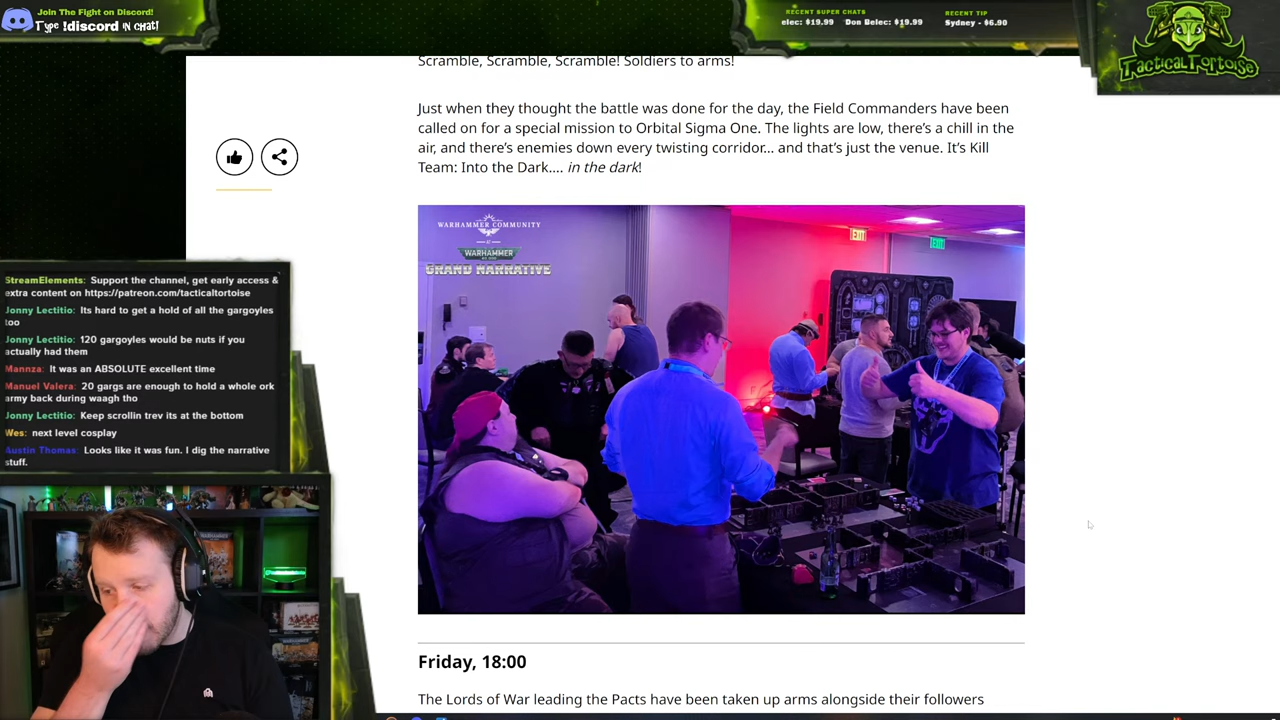 Join The Fight on Discord!
Type !discord in chat!
RECENT SUPER CHATS
elec: $19.99 Don Belec: $19.99
RECENT TIP
Sydney - $6.90
TacticalTortoise
Scramble, Scramble, Scramble! Soldiers to arms!
Just when they thought the battle was done for the day, the Field Commanders have been
called on for a special mission to Orbital Sigma One. The lights are low, there's a chill in the
air, and there's enemies down every twisting corridor... and that's just the venue. It's Kill
Team: Into the Dark.... in the dark!
WARHAMMER COMMUNITY
AT
WARHAMMER
GRAND NARRATIVE
EXIT
EXIT
StreamElements: Support the channel, get early access &
extra content on https://patreon.com/tacticaltortoise
Jonny Lectitio: Its hard to get a hold of all the gargoyles
too
Jonny Lectitio: 120 gargoyles would be nuts if you
actually had them
Mannza: It was an ABSOLUTE excellent time
Manuel Valera: 20 gargs are enough to hold a whole ork
army back during waagh tho
Jonny Lectitio: Keep scrollin trev its at the bottom
Wes: next level cosplay
Austin Thomas: Looks like it was fun. I dig the narrative
stuff.
Friday, 18:00
The Lords of War leading the Pacts have been taken up arms alongside their followers